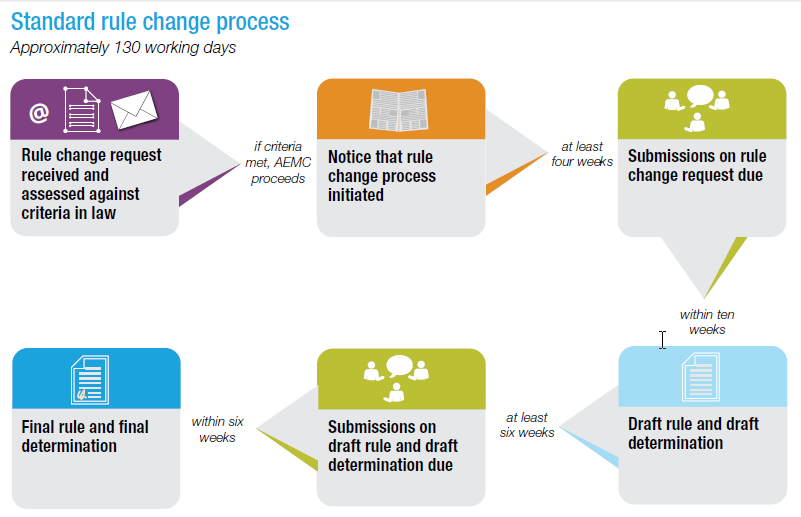 Standard rule change process
Approximately 130 working days
@
Rule change request
received and
assessed against
criteria in law
if criteria
met, AEMC
proceeds
Notice that rule
change process
initiated
at least
four weeks
Submissions on rule
change request due
within ten
weeks
Draft rule and draft
determination
at least
six weeks
Submissions on
draft rule and draft
determination due
within six
weeks
Final rule and final
determination